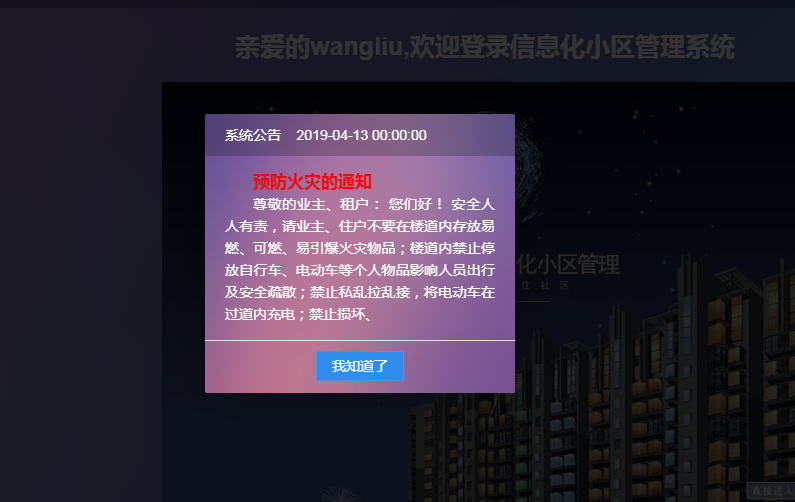 亲爱的wangliu,欢迎登录信息化小区管理系统
系统公告 2019-04-13 00:00:00
预防火灾的通知
尊敬的业主、租户： 您们好！ 安全人
人有责，请业主、住户不要在楼道内存放易
燃、可燃、易引爆火灾物品；楼道内禁止停
放自行车、电动车等个人物品影响人员出行
及安全疏散；禁止私乱拉乱接，将电动车在
过道内充电；禁止损坏、
我知道了
化小区管理
住 社 区
直接进入